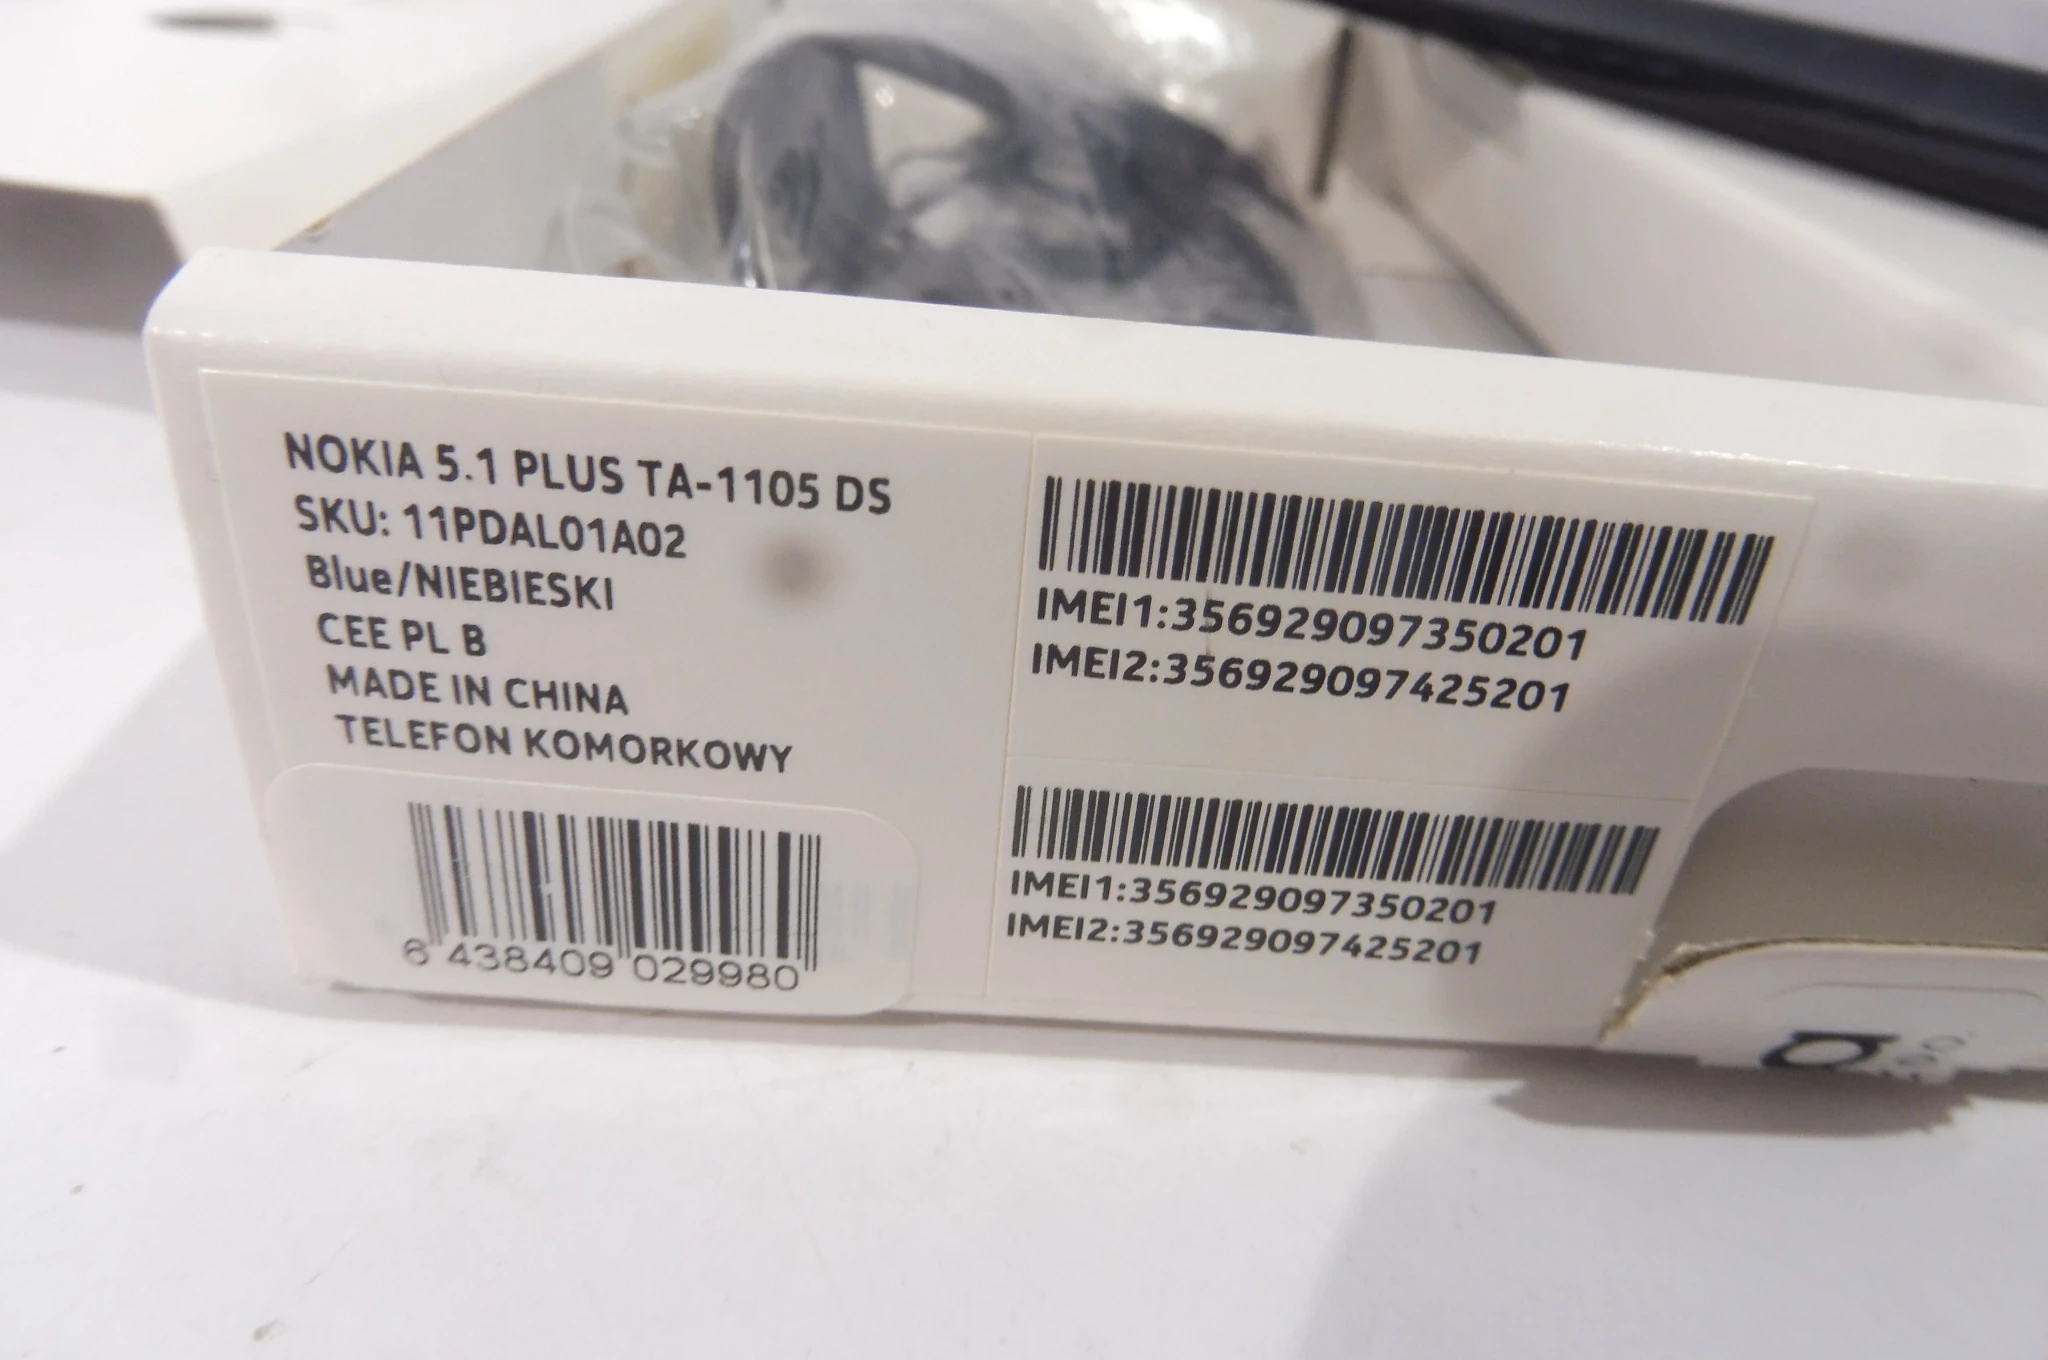 NOKIA 5.1 PLUS TA-1105 DS
SKU: 11PDAL01A02
Blue/NIEBIESKI
CEE PL B
MADE IN CHINA
TELEFON KOMORKOWY
6 438409 029980
IMEI1:356929097350201
IMEI2:356929097425201
IMEI1:356929097350201
IMEI2:356929097425201